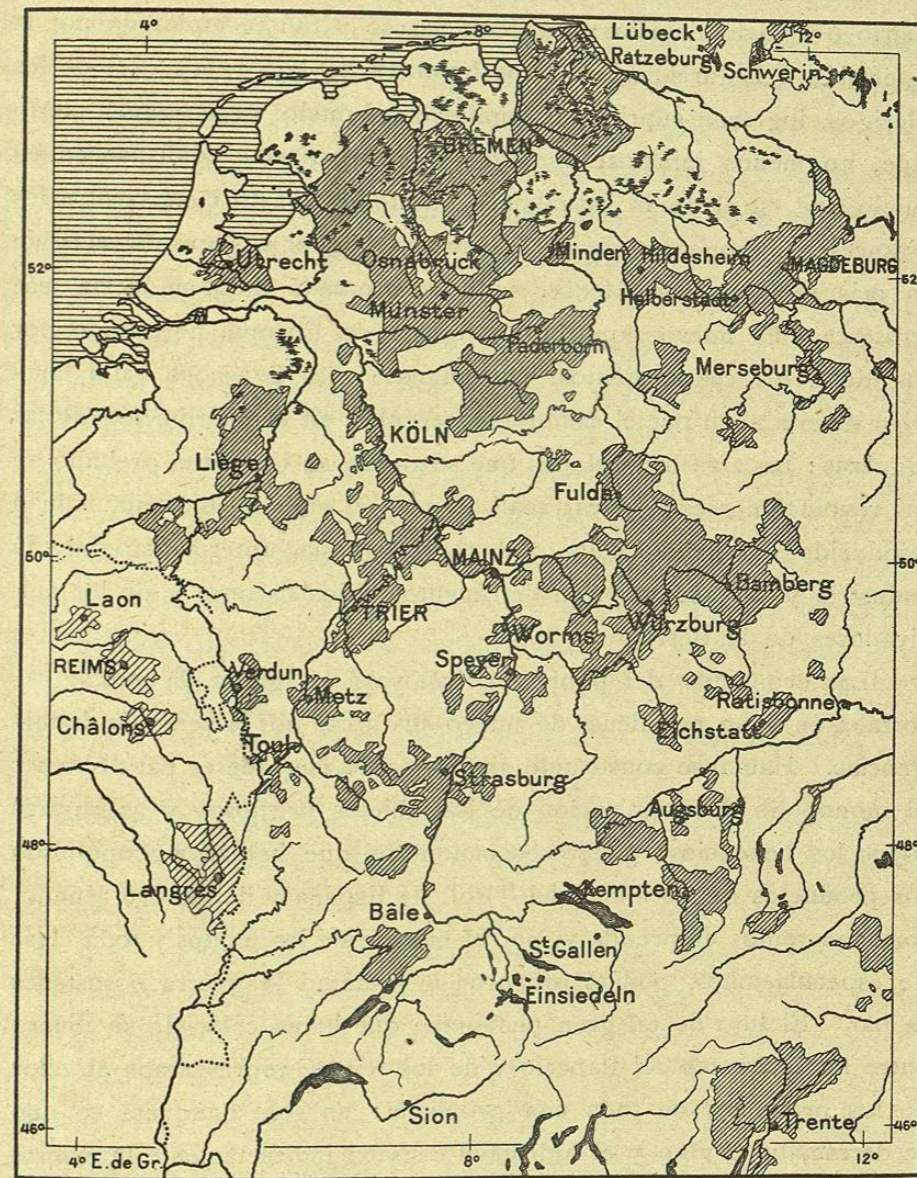 4°
8°
12°
Lübeck
Ratzeburg
Schwerin
BREMEN
52°
Utrecht
Osnabrück
Minden
Hildesheim
MAGDEBURG
52°
Münster
Halberstadt
Paderborn
Merseburg
KÖLN
Liége
Fulda
50°
MAINZ
50°
Laon
TRIER
Bamberg
Worms
Würzburg
REIMS
Verdun
Speyer
Metz
Ratisbonne
Châlons
Toul
Eichstatt
Strasburg
Augsburg
48°
48°
Langres
Kempten
Bâle
St. Gallen
Einsiedeln
46°
Sion
Trente
46°
4° E. de Gr.
8°
12°